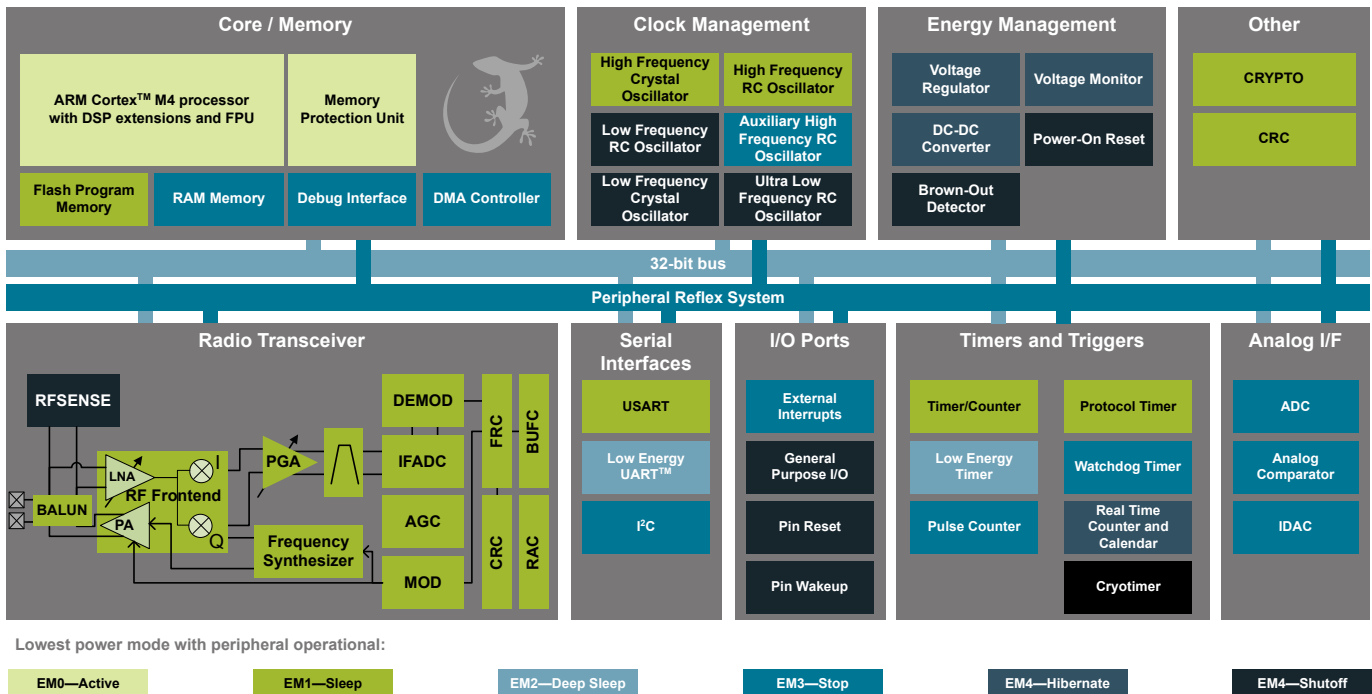 Core / Memory
Clock Management
Energy Management
Other
ARM Cortex™ M4 processor
with DSP extensions and FPU
Memory
Protection Unit
Flash Program
Memory
RAM Memory
Debug Interface
DMA Controller
High Frequency
Crystal
Oscillator
High Frequency
RC Oscillator
Low Frequency
RC Oscillator
Auxiliary High
Frequency RC
Oscillator
Low Frequency
Crystal
Oscillator
Ultra Low
Frequency RC
Oscillator
Voltage
Regulator
Voltage Monitor
DC-DC
Converter
Power-On Reset
Brown-Out
Detector
CRYPTO
CRC
32-bit bus
Peripheral Reflex System
Radio Transceiver
RFSENSE
BALUN
LNA
RF Frontend
PA
I
Q
PGA
Frequency
Synthesizer
DEMOD
IFADC
AGC
MOD
FRC
BUFC
CRC
RAC
Serial
Interfaces
USART
Low Energy
UART™
I²C
I/O Ports
External
Interrupts
General
Purpose I/O
Pin Reset
Pin Wakeup
Timers and Triggers
Timer/Counter
Protocol Timer
Low Energy
Timer
Watchdog Timer
Pulse Counter
Real Time
Counter and
Calendar
Cryotimer
Analog I/F
ADC
Analog
Comparator
IDAC
Lowest power mode with peripheral operational:
EM0—Active
EM1—Sleep
EM2—Deep Sleep
EM3—Stop
EM4—Hibernate
EM4—Shutoff